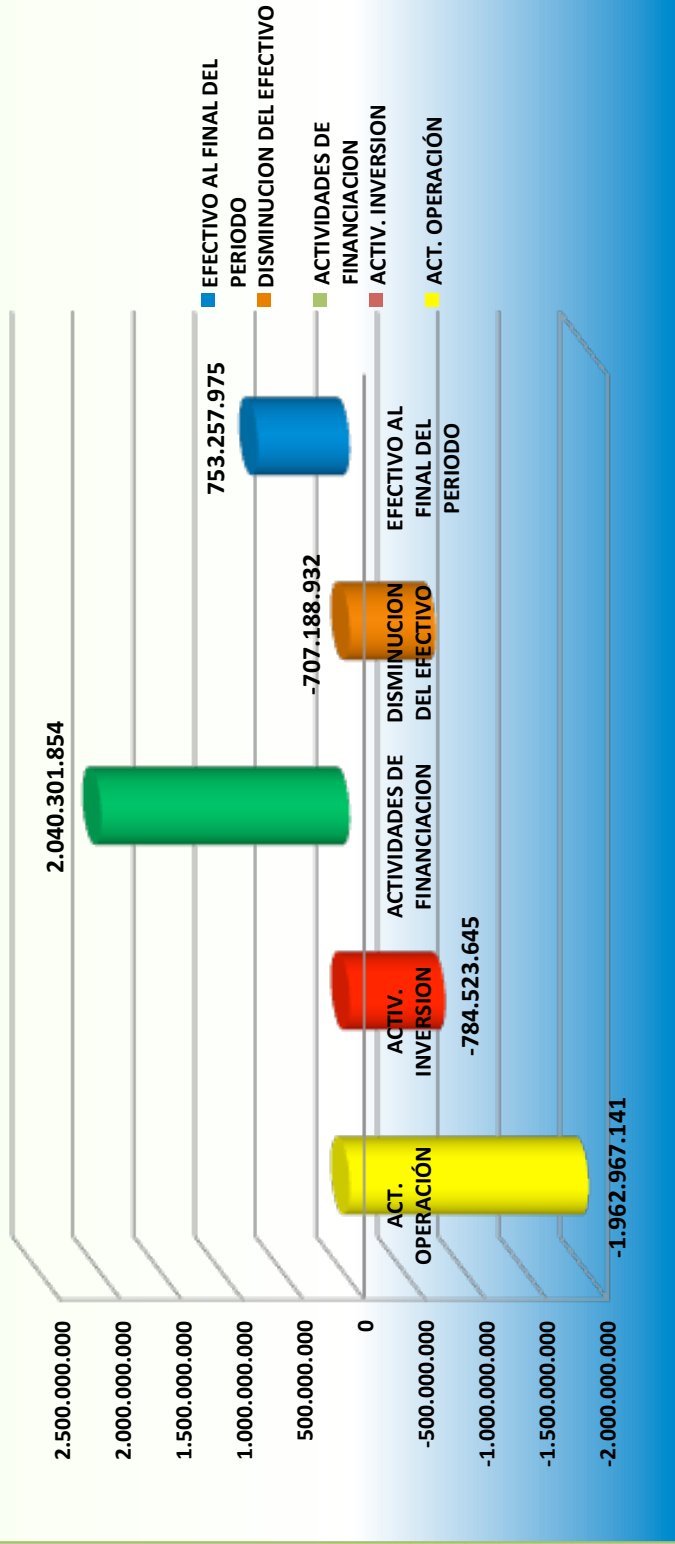 2.500.000.000
2.000.000.000
1.500.000.000
1.000.000.000
500.000.000
0
-500.000.000
-1.000.000.000
-1.500.000.000
-2.000.000.000
ACT.
OPERACIÓN
ACTIV.
INVERSION
ACTIVIDADES DE
FINANCIACION
DISMINUCION
DEL EFECTIVO
EFECTIVO AL
FINAL DEL
PERIODO
-1.962.967.141
-784.523.645
2.040.301.854
-707.188.932
753.257.975
EFECTIVO AL FINAL DEL
PERIODO
DISMINUCION DEL EFECTIVO
ACTIVIDADES DE
FINANCIACION
ACTIV. INVERSION
ACT. OPERACIÓN